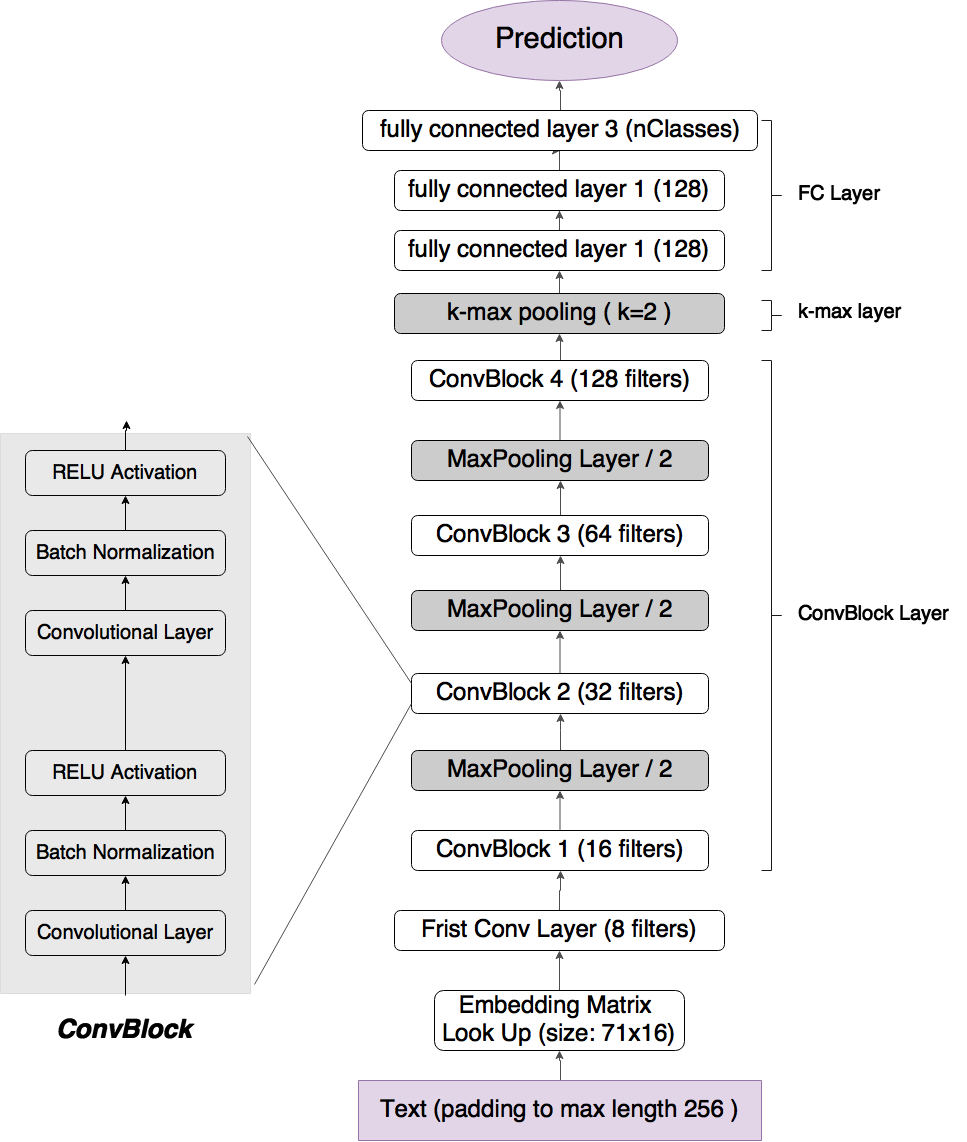 Prediction
fully connected layer 3 (nClasses)
fully connected layer 1 (128)
FC Layer
fully connected layer 1 (128)
k-max pooling ( k=2 )
k-max layer
ConvBlock 4 (128 filters)
MaxPooling Layer / 2
ConvBlock 3 (64 filters)
MaxPooling Layer / 2
ConvBlock Layer
ConvBlock 2 (32 filters)
MaxPooling Layer / 2
ConvBlock 1 (16 filters)
Frist Conv Layer (8 filters)
Embedding Matrix
Look Up (size: 71x16)
Text (padding to max length 256 )
RELU Activation
Batch Normalization
Convolutional Layer
RELU Activation
Batch Normalization
Convolutional Layer
ConvBlock